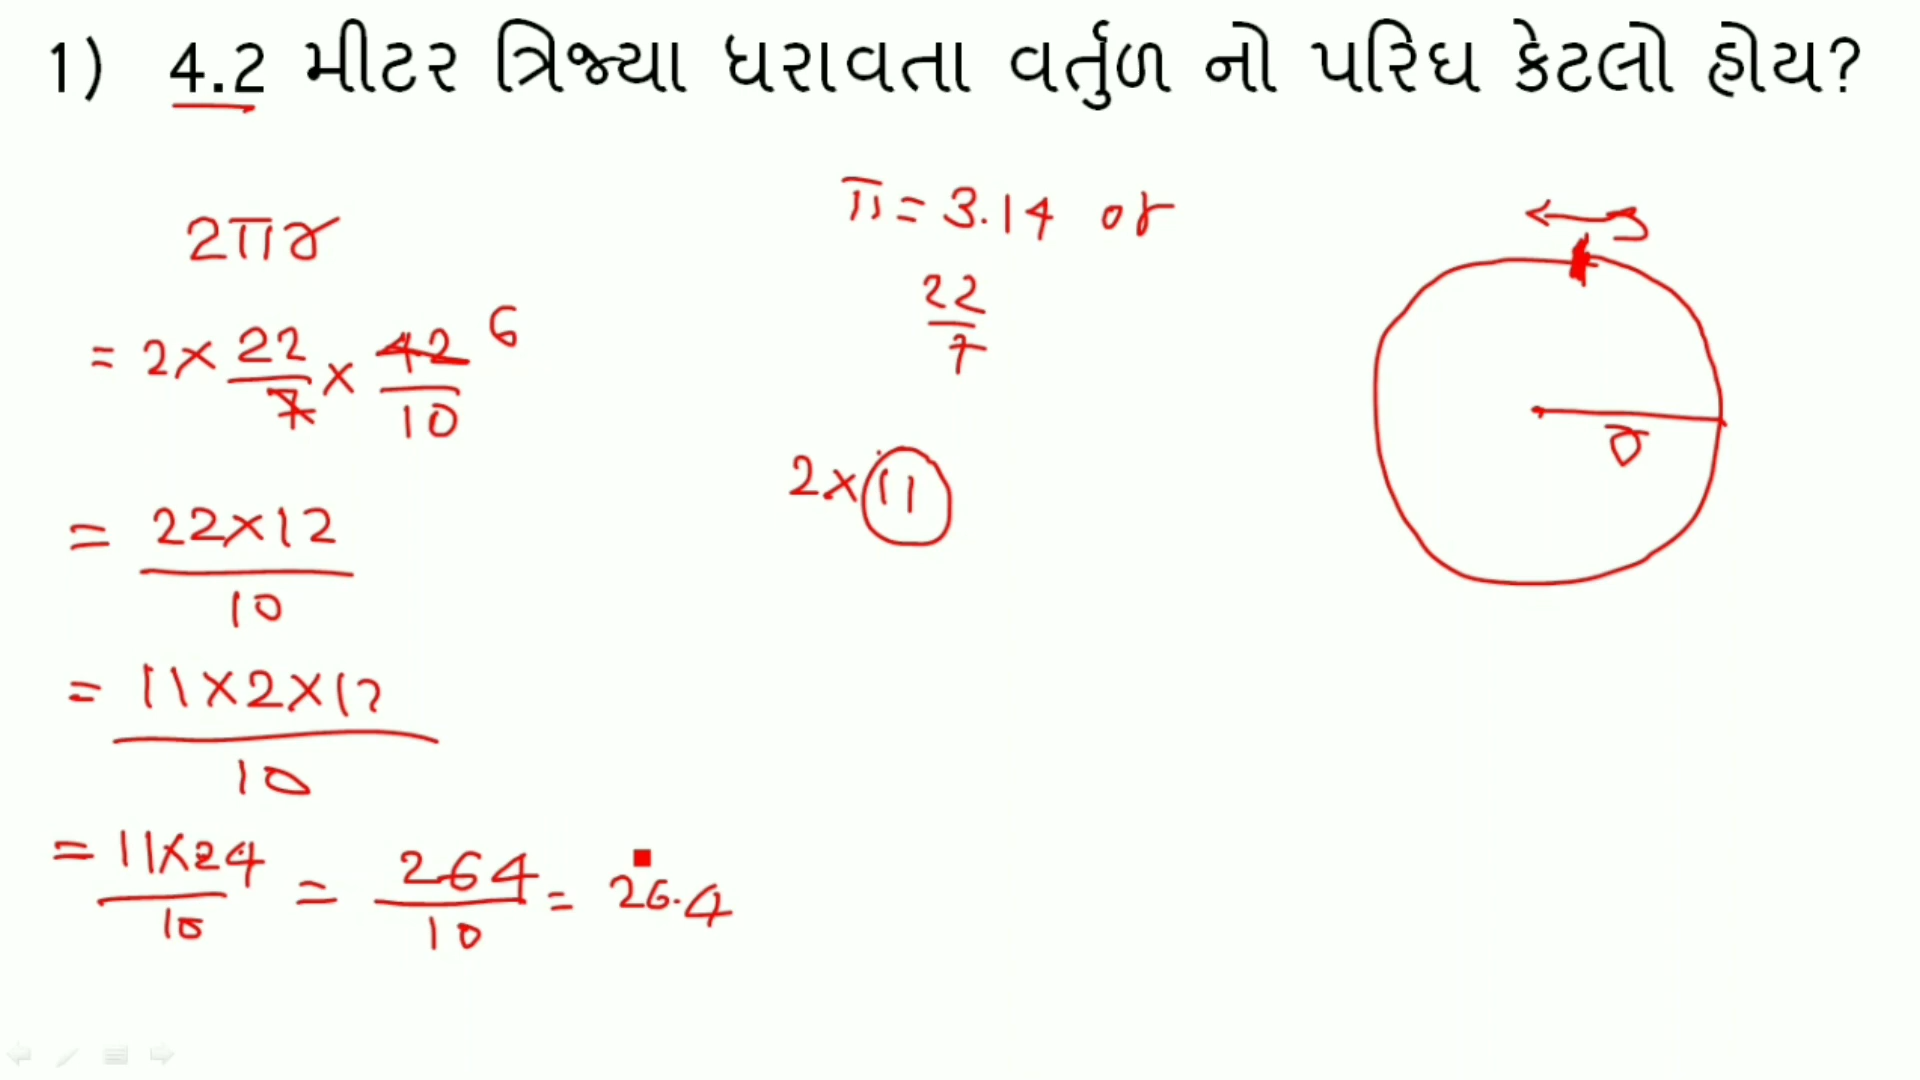 1) 4.2 મીટર ત્રિજ્યા ધરાવતા વર્તુળ નો પરિઘ કેટલો હોય?
2πr
= 2 × 22/7 × 42/10 6
= 22×12/10
= 11×2×12/10
= 11×24/10 = 264/10 = 26.4
π = 3.14 or
22/7
2×11
r